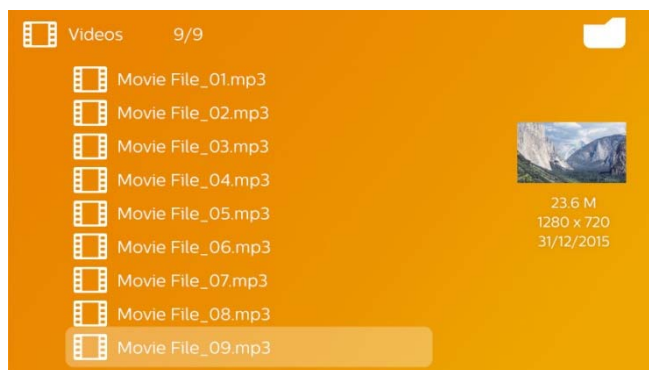 Videos 9/9
Movie File_01.mp3
Movie File_02.mp3
Movie File_03.mp3
Movie File_04.mp3
Movie File_05.mp3
Movie File_06.mp3
Movie File_07.mp3
Movie File_08.mp3
Movie File_09.mp3
23.6 M
1280 x 720
31/12/2015